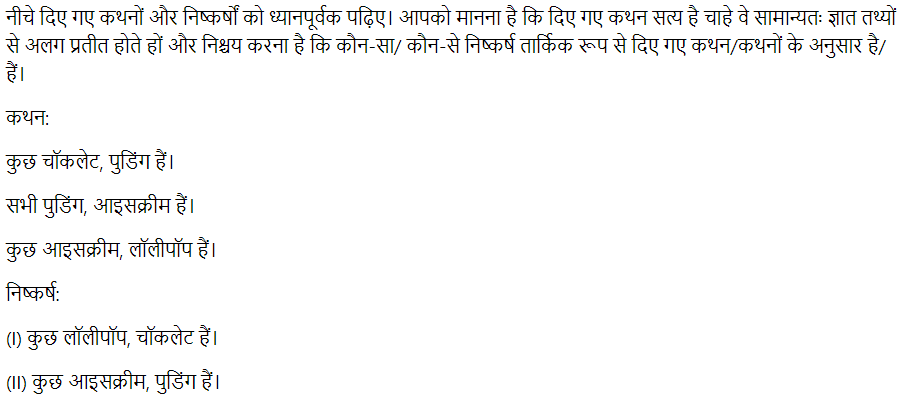 नीचे दिए गए कथनों और निष्कर्षों को ध्यानपूर्वक पढ़िए। आपको मानना है कि दिए गए कथन सत्य है चाहे वे सामान्यतः ज्ञात तथ्यों
से अलग प्रतीत होते हों और निश्चय करना है कि कौन-सा/ कौन-से निष्कर्ष तार्किक रूप से दिए गए कथन/कथनों के अनुसार है/
हैं।
कथन:
कुछ चॉकलेट, पुडिंग हैं।
सभी पुडिंग, आइसक्रीम हैं।
कुछ आइसक्रीम, लॉलीपॉप हैं।
निष्कर्ष:
(I) कुछ लॉलीपॉप, चॉकलेट हैं।
(II) कुछ आइसक्रीम, पुडिंग हैं।